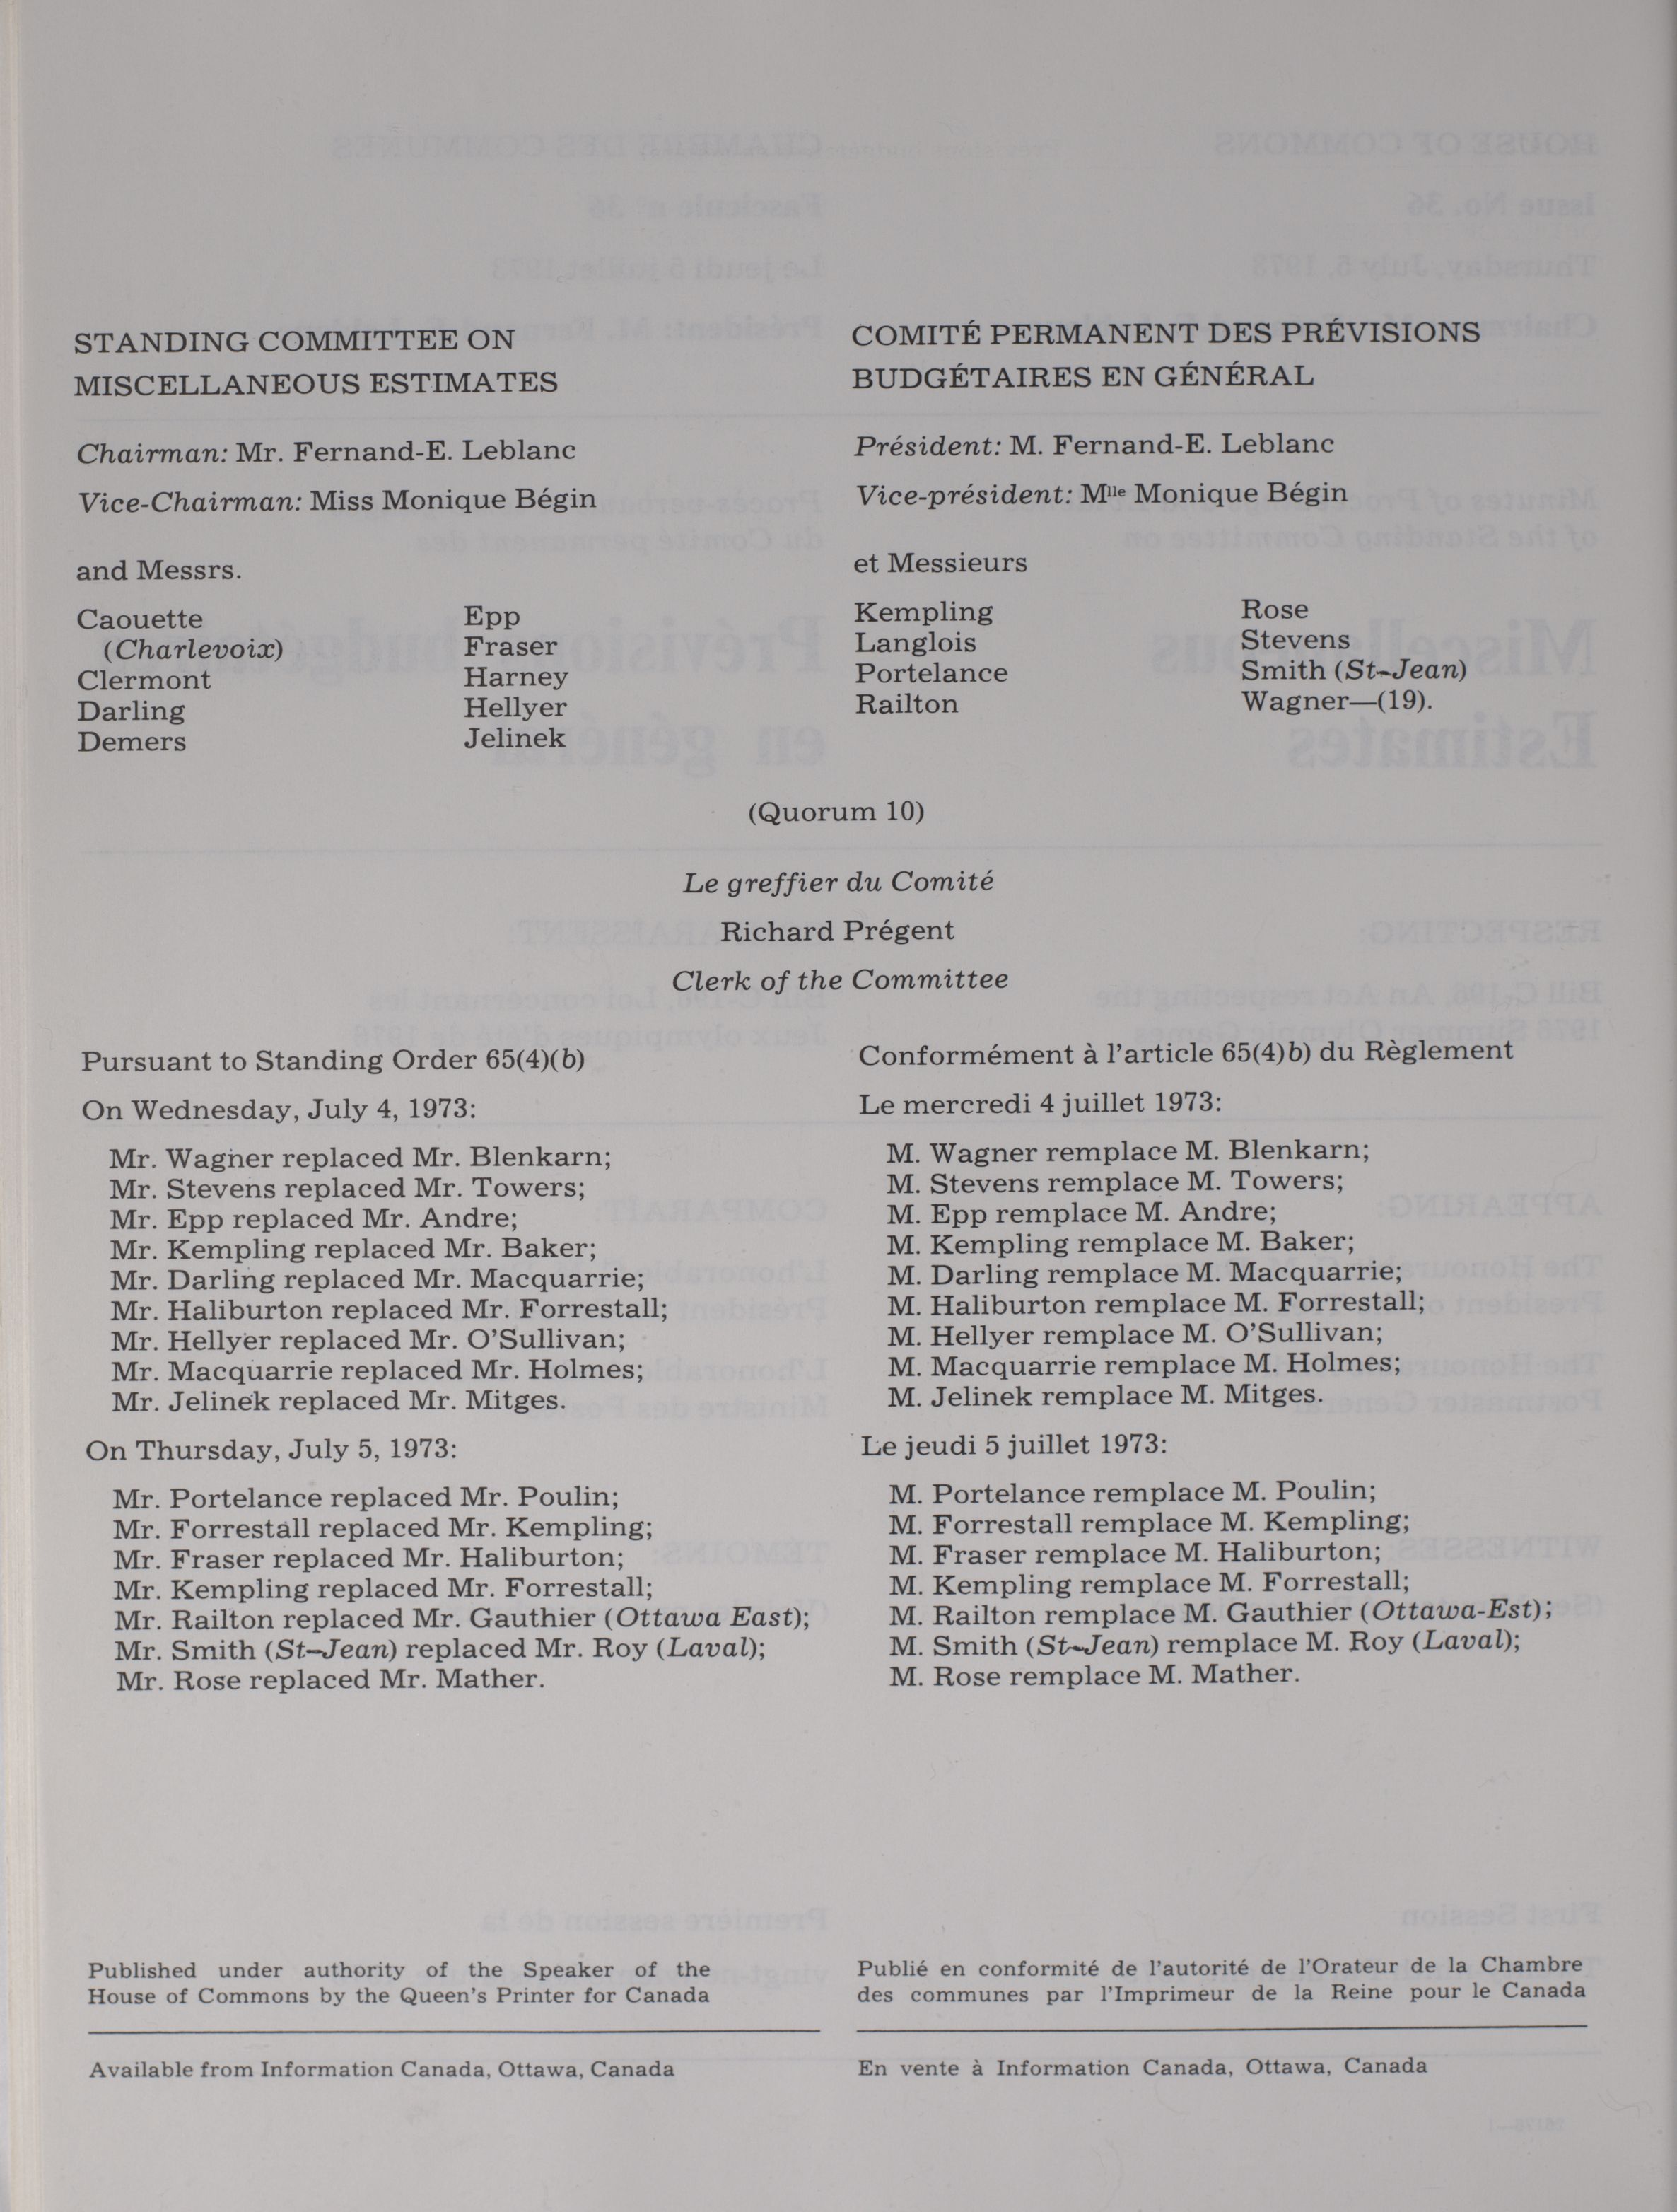 STANDING COMMITTEE ON
MISCELLANEOUS ESTIMATES
Chairman: Mr. Fernand-E. Leblanc
Vice-Chairman: Miss Monique Bégin
and Messrs.
Caouette
(Charlevoix)
Clermont
Darling
Demers
Epp
Fraser
Harney
Hellyer
Jelinek
COMITÉ PERMANENT DES PRÉVISIONS
BUDGÉTAIRES EN GÉNÉRAL
Président: M. Fernand-E. Leblanc
Vice-président: Mlle Monique Bégin
et Messieurs
Kempling
Langlois
Portelance
Railton
Rose
Stevens
Smith (St-Jean)
Wagner—(19).
(Quorum 10)
Le greffier du Comité
Richard Prégent
Clerk of the Committee
Pursuant to Standing Order 65(4)(b)
On Wednesday, July 4, 1973:
Mr. Wagner replaced Mr. Blenkarn;
Mr. Stevens replaced Mr. Towers;
Mr. Epp replaced Mr. Andre;
Mr. Kempling replaced Mr. Baker;
Mr. Darling replaced Mr. Macquarrie;
Mr. Haliburton replaced Mr. Forrestall;
Mr. Hellyer replaced Mr. O'Sullivan;
Mr. Macquarrie replaced Mr. Holmes;
Mr. Jelinek replaced Mr. Mitges.
On Thursday, July 5, 1973:
Mr. Portelance replaced Mr. Poulin;
Mr. Forrestall replaced Mr. Kempling;
Mr. Fraser replaced Mr. Haliburton;
Mr. Kempling replaced Mr. Forrestall;
Mr. Railton replaced Mr. Gauthier (Ottawa East);
Mr. Smith (St-Jean) replaced Mr. Roy (Laval);
Mr. Rose replaced Mr. Mather.
Conformément à l'article 65(4)b) du Règlement
Le mercredi 4 juillet 1973:
M. Wagner remplace M. Blenkarn;
M. Stevens remplace M. Towers;
M. Epp remplace M. Andre;
M. Kempling remplace M. Baker;
M. Darling remplace M. Macquarrie;
M. Haliburton remplace M. Forrestall;
M. Hellyer remplace M. O'Sullivan;
M. Macquarrie remplace M. Holmes;
M. Jelinek remplace M. Mitges.
Le jeudi 5 juillet 1973:
M. Portelance remplace M. Poulin;
M. Forrestall remplace M. Kempling;
M. Fraser remplace M. Haliburton;
M. Kempling remplace M. Forrestall;
M. Railton remplace M. Gauthier (Ottawa-Est);
M. Smith (St-Jean) remplace M. Roy (Laval);
M. Rose remplace M. Mather.
Published under authority of the Speaker of the
House of Commons by the Queen's Printer for Canada
Available from Information Canada, Ottawa, Canada
Publié en conformité de l'autorité de l'Orateur de la Chambre
des communes par l'Imprimeur de la Reine pour le Canada
En vente à Information Canada, Ottawa, Canada